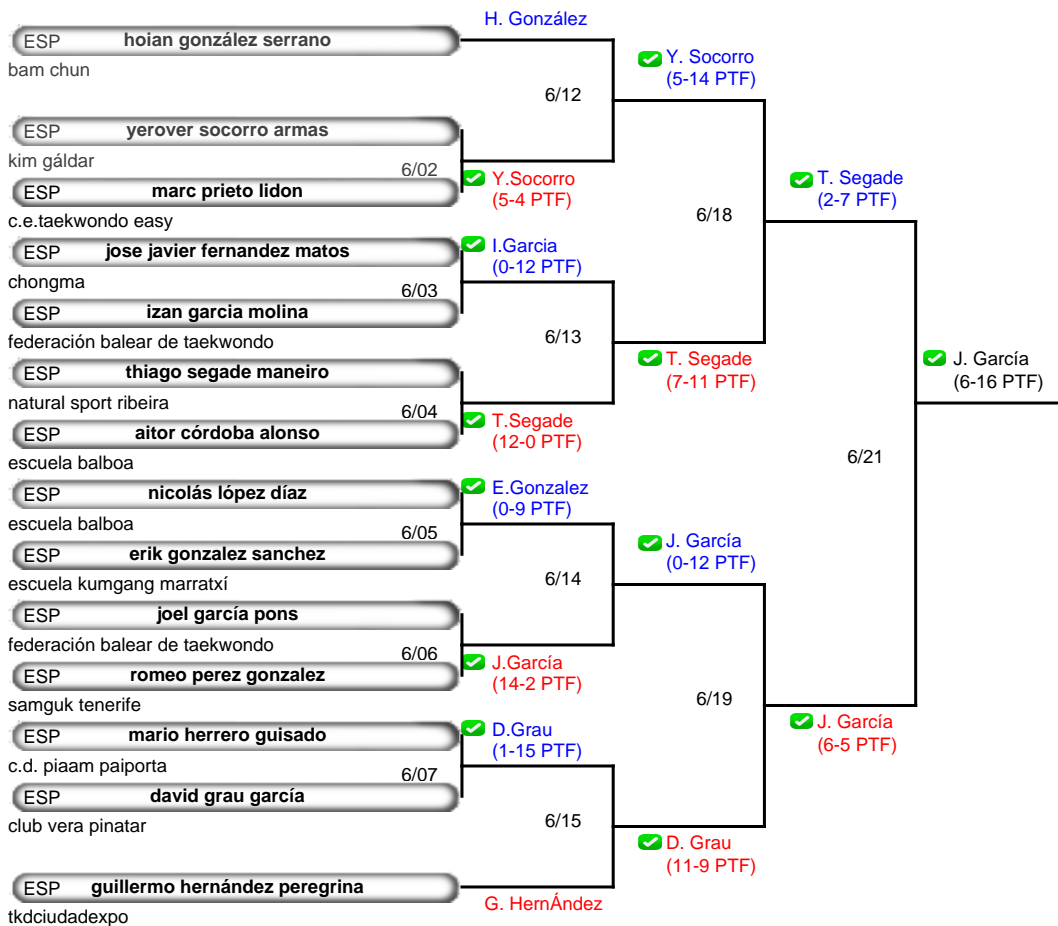 H. González
ESP hoian gonzález serrano
bam chun
Y. Socorro
(5-14 PTF)
6/12
ESP yerover socorro armas
kim gáldar
6/02
Y.Socorro
(5-4 PTF)
ESP marc prieto lidon
c.e.taekwondo easy
T. Segade
(2-7 PTF)
6/18
ESP jose javier fernandez matos
chongma
I.Garcia
(0-12 PTF)
6/03
ESP izan garcia molina
federación balear de taekwondo
6/13
ESP thiago segade maneiro
natural sport ribeira
T. Segade
(7-11 PTF)
J. García
(6-16 PTF)
6/04
T.Segade
(12-0 PTF)
ESP aitor córdoba alonso
escuela balboa
6/21
ESP nicolás lópez díaz
escuela balboa
E.Gonzalez
(0-9 PTF)
6/05
ESP erik gonzalez sanchez
escuela kumgang marratxí
J. García
(0-12 PTF)
6/14
ESP joel garcía pons
federación balear de taekwondo
6/06
J.García
(14-2 PTF)
ESP romeo perez gonzalez
samguk tenerife
6/19
ESP mario herrero guisado
c.d. piaam paiporta
D.Grau
(1-15 PTF)
J. García
(6-5 PTF)
6/07
ESP david grau garcía
club vera pinatar
6/15
D. Grau
(11-9 PTF)
ESP guillermo hernández peregrina
tkdciudadexpo
G. HernÁndez